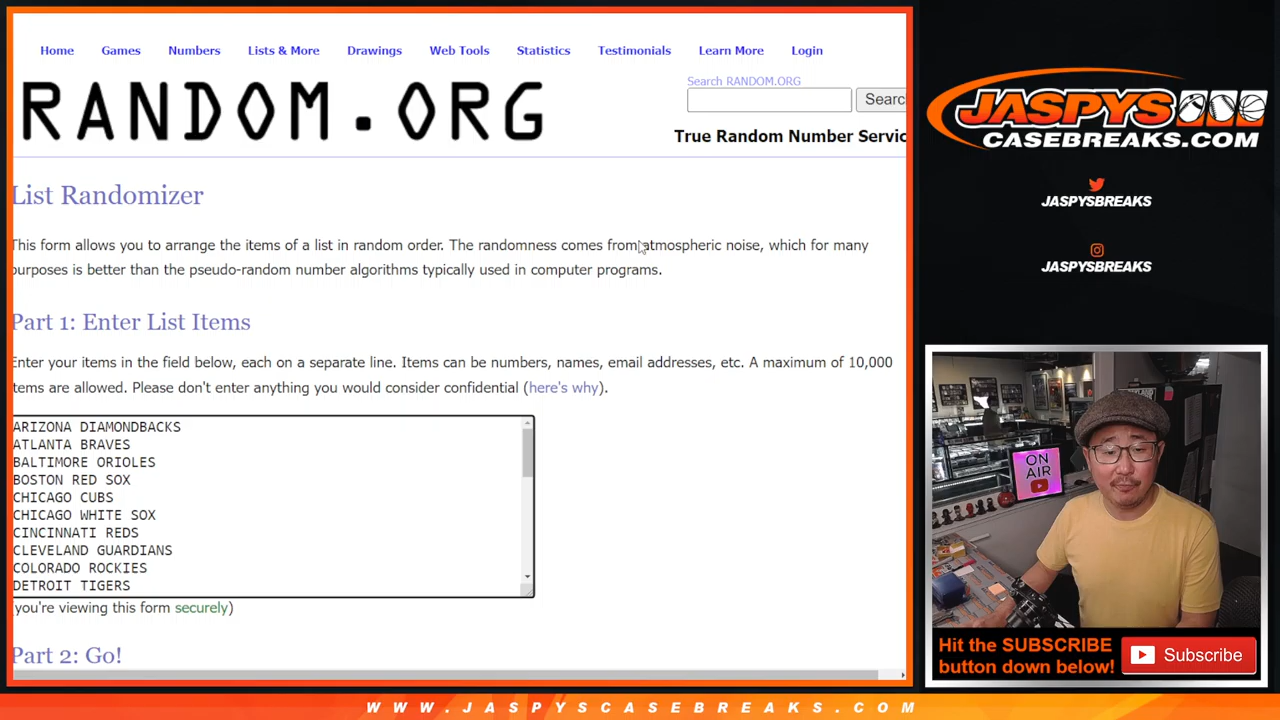 Home Games Numbers Lists & More Drawings Web Tools Statistics Testimonials Learn More Login
RANDOM.ORG
Search RANDOM.ORG
Searc
True Random Number Servic
List Randomizer
This form allows you to arrange the items of a list in random order. The randomness comes from atmospheric noise, which for many
purposes is better than the pseudo-random number algorithms typically used in computer programs.
Part 1: Enter List Items
Enter your items in the field below, each on a separate line. Items can be numbers, names, email addresses, etc. A maximum of 10,000
items are allowed. Please don't enter anything you would consider confidential (here's why).
ARIZONA DIAMONDBACKS
ATLANTA BRAVES
BALTIMORE ORIOLES
BOSTON RED SOX
CHICAGO CUBS
CHICAGO WHITE SOX
CINCINNATI REDS
CLEVELAND GUARDIANS
COLORADO ROCKIES
DETROIT TIGERS
you're viewing this form securely)
Part 2: Go!
JASPYS
CASEBREAKS.COM
JASPYSBREAKS
JASPYSBREAKS
ON
AIR
Hit the SUBSCRIBE
button down below!
Subscribe
WWW.JASPYSCASEBREAKS.COM